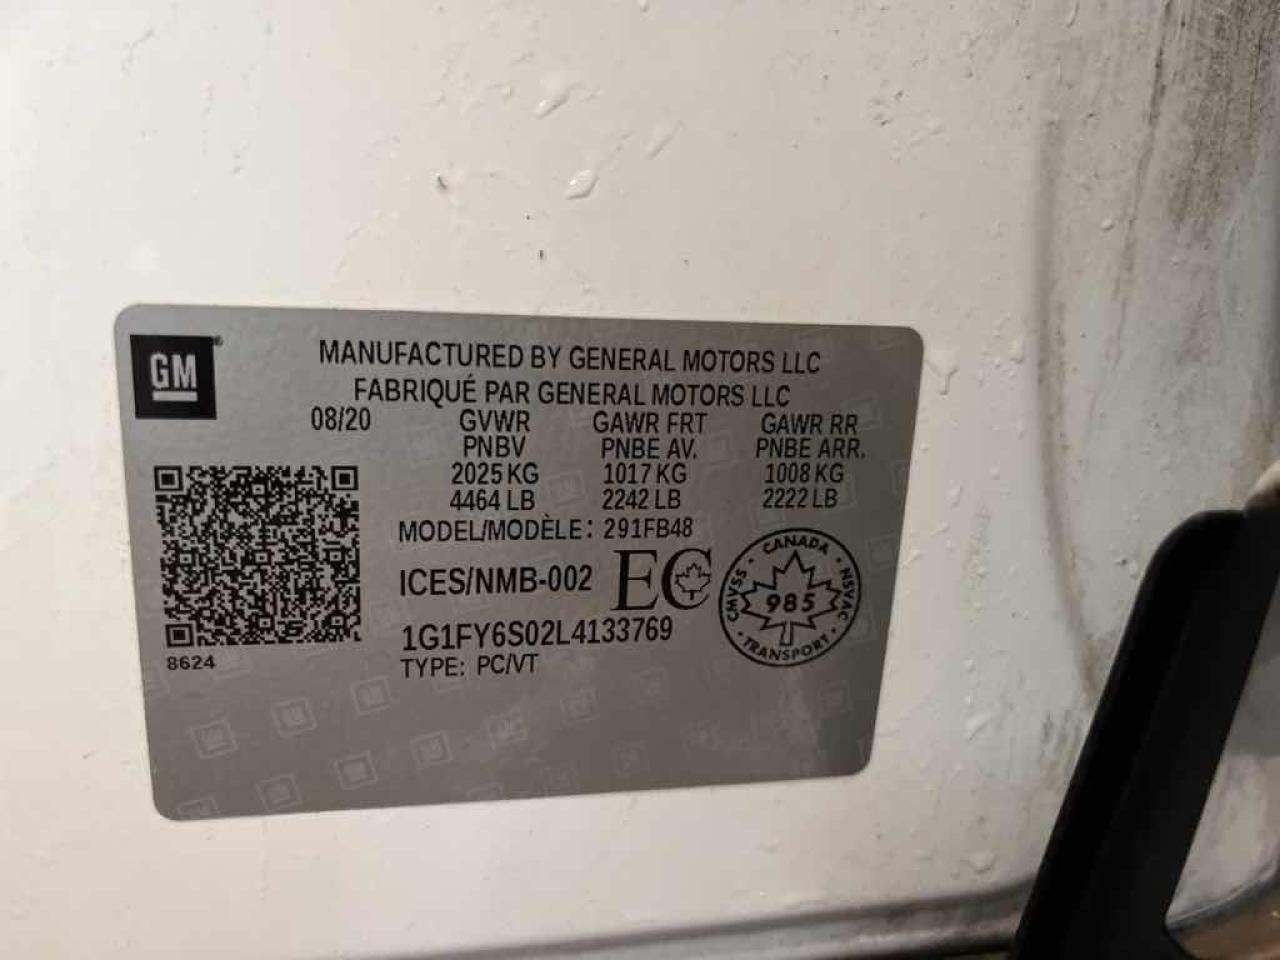 GM
MANUFACTURED BY GENERAL MOTORS LLC
FABRIQUÉ PAR GENERAL MOTORS LLC
08/20 GVWR GAWR FRT GAWR RR
PNBV PNBE AV. PNBE ARR.
2025 KG 1017 KG 1008 KG
4464 LB 2242 LB 2222 LB
MODEL/MODÈLE: 291FB48
ICES/NMB-002 EC
1G1FY6S02L4133769
TYPE: PC/VT
8624
CANADA
CMVSS
NSVAC
985
TRANSPORT